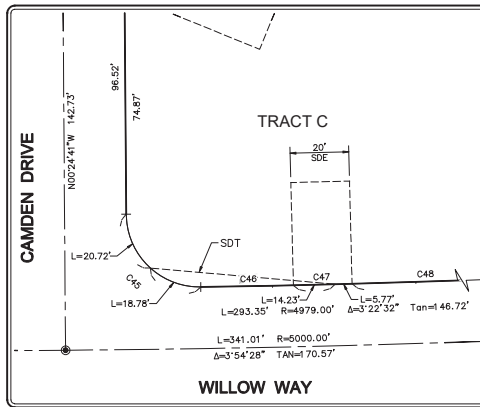 96.52'
74.87'
N00°24'41"W 142.73'
CAMDEN DRIVE
TRACT C
20'
SDE
SDT
L=20.72'
C45
L=18.78'
C46
C47
C48
L=14.23'
L=5.77'
L=293.35' R=4979.00' Δ=3°22'32" Tan=146.72'
L=341.01' R=5000.00'
Δ=3°54'28" TAN=170.57'
WILLOW WAY